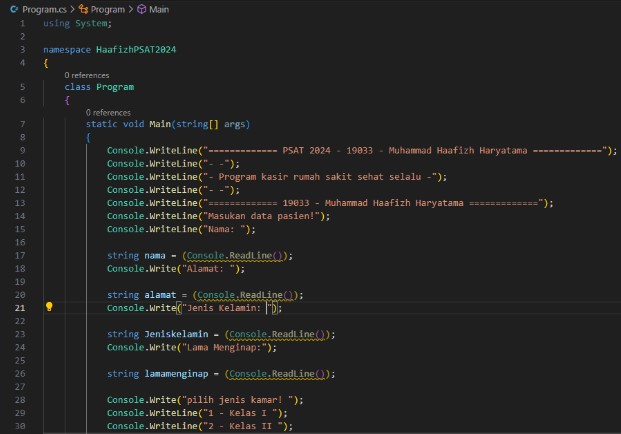 Program.cs > Program > Main
1 using System;
2
3 namespace HaafizhPSAT2024
4 {
0 references
5 class Program
6 {
0 references
7 static void Main(string[] args)
8 {
9 Console.WriteLine("============= PSAT 2024 - 19033 - Muhammad Haafizh Haryatama =============");
10 Console.WriteLine("- -");
11 Console.WriteLine("- Program kasir rumah sakit sehat selalu -");
12 Console.WriteLine("- -");
13 Console.WriteLine("============= 19033 - Muhammad Haafizh Haryatama =============");
14 Console.WriteLine("Masukan data pasien!");
15 Console.WriteLine("Nama: ");
16
17 string nama = (Console.ReadLine());
18 Console.Write("Alamat: ");
19
20 string alamat = (Console.ReadLine());
21 Console.Write("Jenis Kelamin: ");
22
23 string Jeniskelamin = (Console.ReadLine());
24 Console.Write("Lama Menginap:");
25
26 string lamamenginap = (Console.ReadLine());
27
28 Console.Write("pilih jenis kamar! ");
29 Console.WriteLine("1 - Kelas I ");
30 Console.WriteLine("2 - Kelas II ");